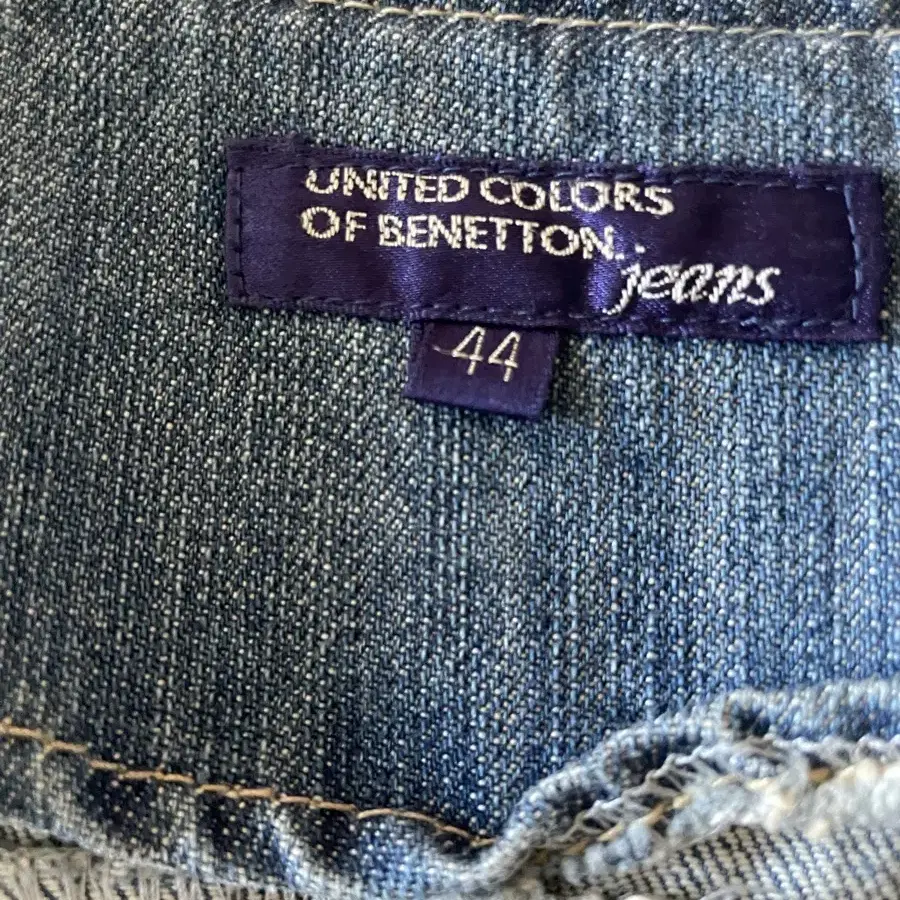 UNITED COLORS
OF BENETTON.
jeans
44